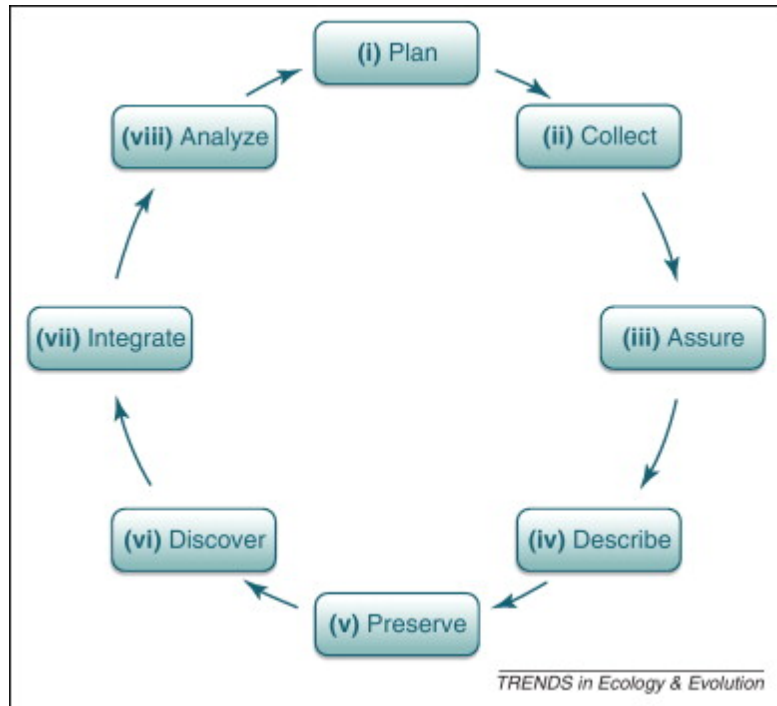 (i) Plan
(ii) Collect
(iii) Assure
(iv) Describe
(v) Preserve
(vi) Discover
(vii) Integrate
(viii) Analyze
TRENDS in Ecology & Evolution